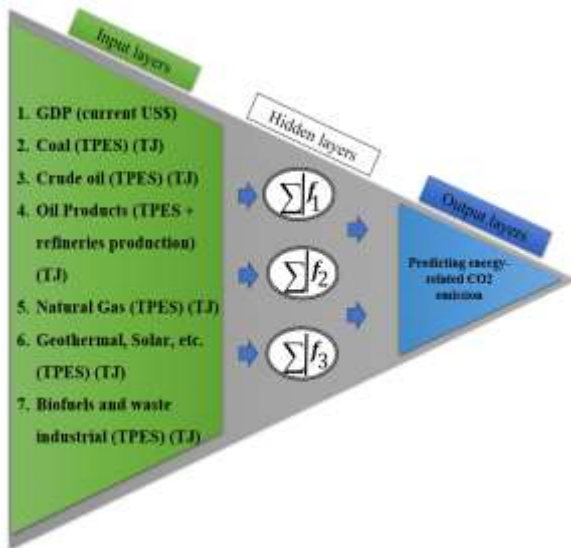 Input layers
1. GDP (current US$)
2. Coal (TPES) (TJ)
3. Crude oil (TPES) (TJ)
4. Oil Products (TPES +
refineries production)
(TJ)
5. Natural Gas (TPES) (TJ)
6. Geothermal, Solar, etc.
(TPES) (TJ)
7. Biofuels and waste
industrial (TPES) (TJ)
Hidden layers
∑|f1
∑|f2
∑|f3
Output layers
Predicting energy-
related CO2
emission